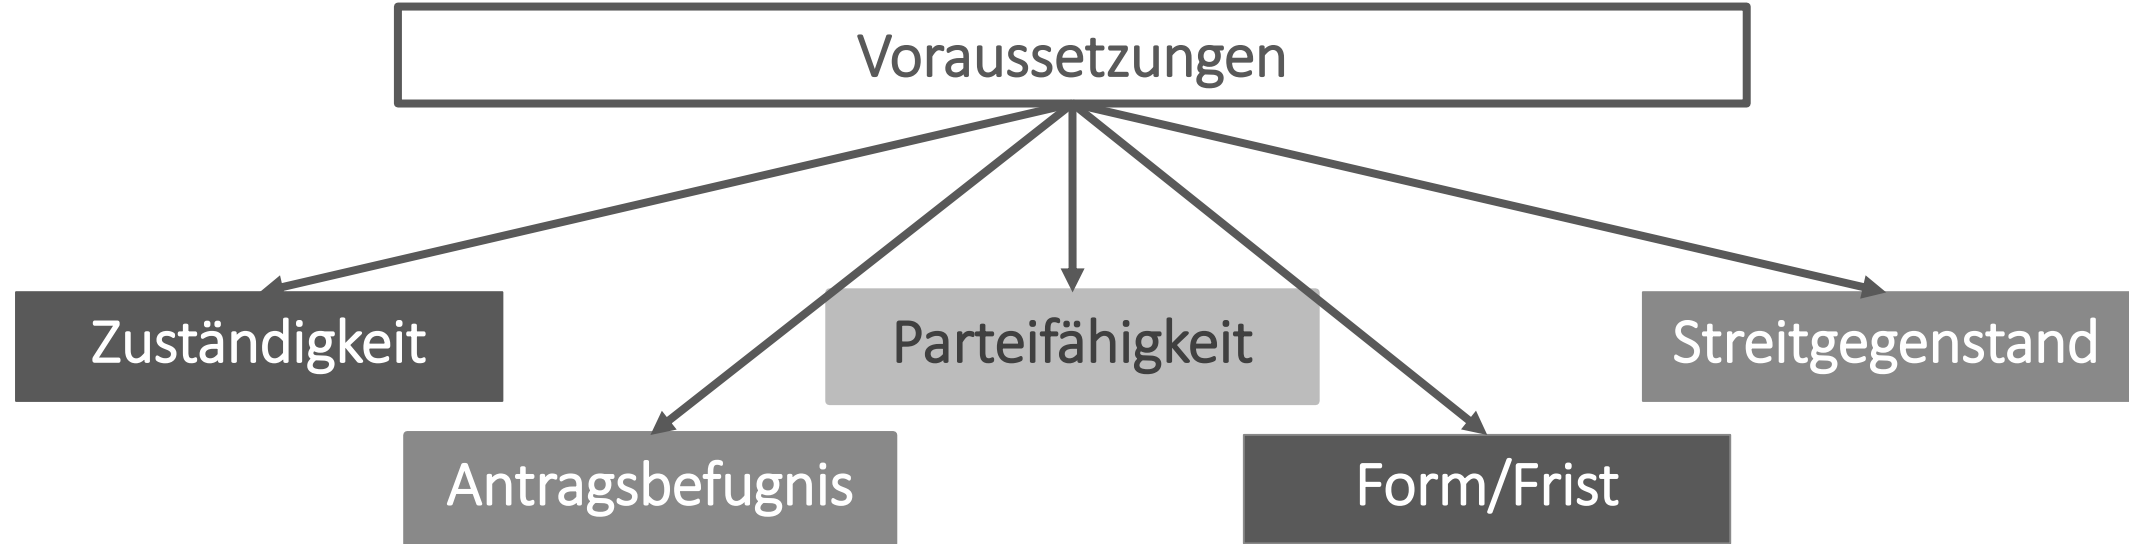 Voraussetzungen
Zuständigkeit
Parteifähigkeit
Streitgegenstand
Antragsbefugnis
Form/Frist